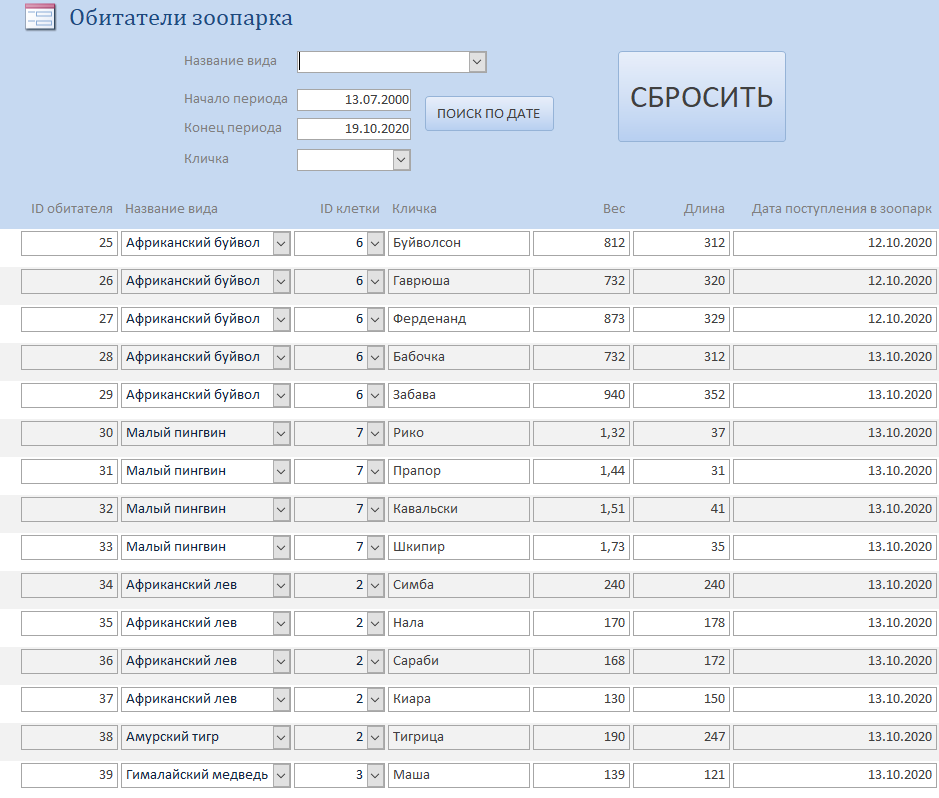 Обитатели зоопарка
Название вида
Начало периода 13.07.2000
Конец периода 19.10.2020
ПОИСК ПО ДАТЕ
СБРОСИТЬ
Кличка
ID обитателя Название вида ID клетки Кличка Вес Длина Дата поступления в зоопарк
25 Африканский буйвол 6 Буйволсон 812 312 12.10.2020
26 Африканский буйвол 6 Гаврюша 732 320 12.10.2020
27 Африканский буйвол 6 Ферденанд 873 329 12.10.2020
28 Африканский буйвол 6 Бабочка 732 312 13.10.2020
29 Африканский буйвол 6 Забава 940 352 13.10.2020
30 Малый пингвин 7 Рико 1,32 37 13.10.2020
31 Малый пингвин 7 Прапор 1,44 31 13.10.2020
32 Малый пингвин 7 Кавальски 1,51 41 13.10.2020
33 Малый пингвин 7 Шкипир 1,73 35 13.10.2020
34 Африканский лев 2 Симба 240 240 13.10.2020
35 Африканский лев 2 Нала 170 178 13.10.2020
36 Африканский лев 2 Сараби 168 172 13.10.2020
37 Африканский лев 2 Киара 130 150 13.10.2020
38 Амурский тигр 2 Тигрица 190 247 13.10.2020
39 Гималайский медведь 3 Маша 139 121 13.10.2020